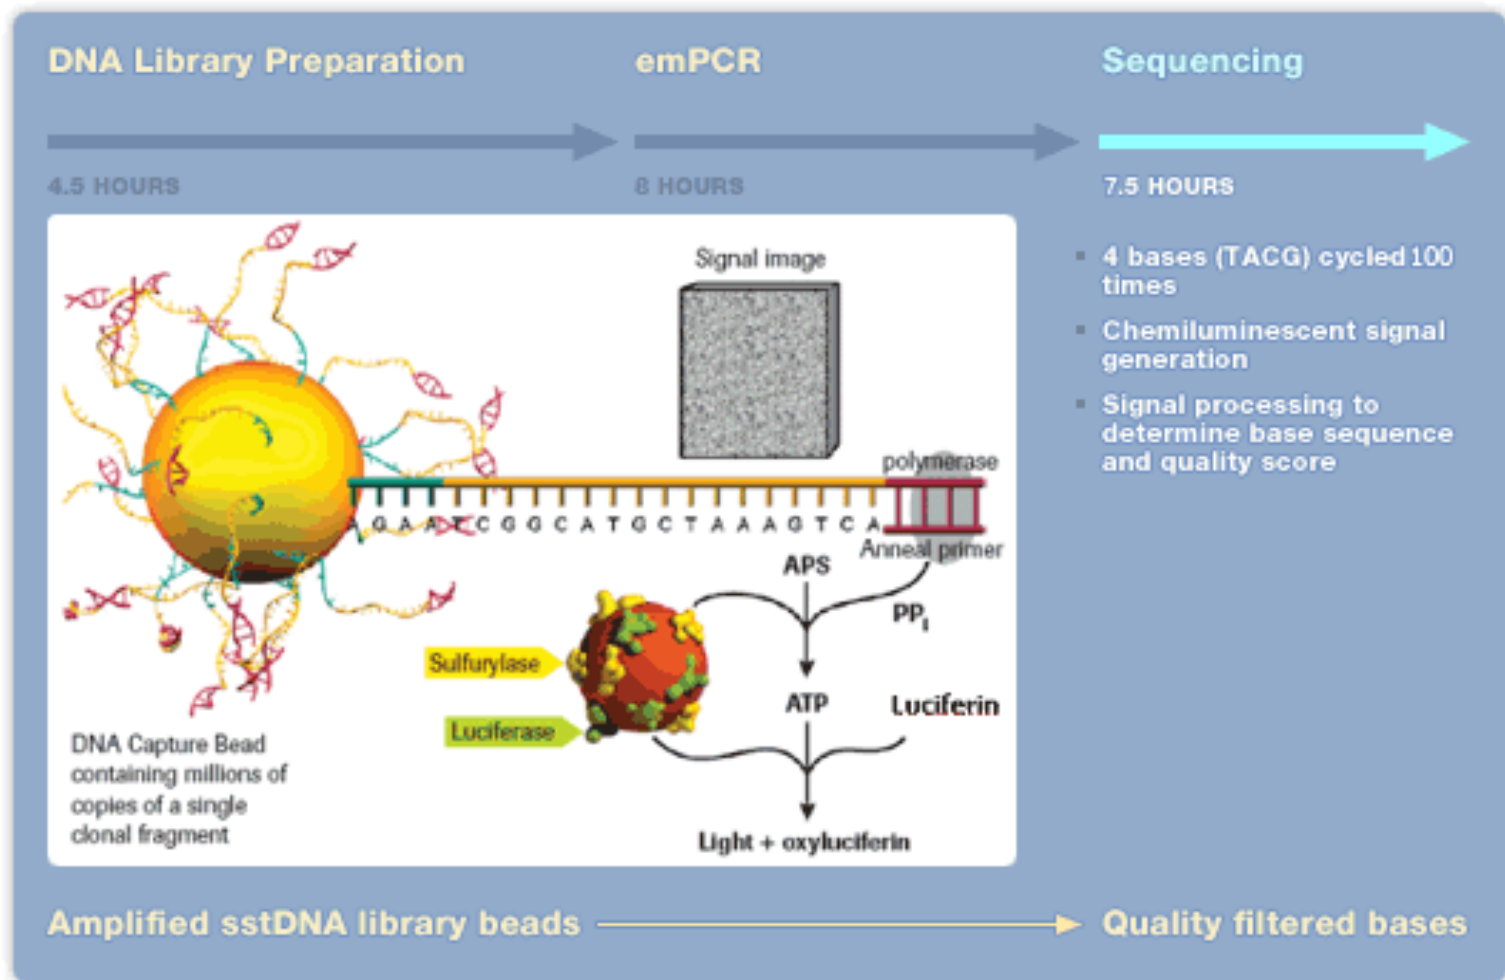 DNA Library Preparation
emPCR
Sequencing
4.5 HOURS
8 HOURS
7.5 HOURS
4 bases (TACG) cycled 100
times
Chemiluminescent signal
generation
Signal processing to
determine base sequence
and quality score
Signal image
polymerase
A G A A T C G G C A T G C T A A A G T C A
Anneal primer
APS
PPi
Sulfurylase
Luciferase
ATP
Luciferin
Light + oxyluciferin
DNA Capture Bead
containing millions of
copies of a single
clonal fragment
Amplified sstDNA library beads
Quality filtered bases